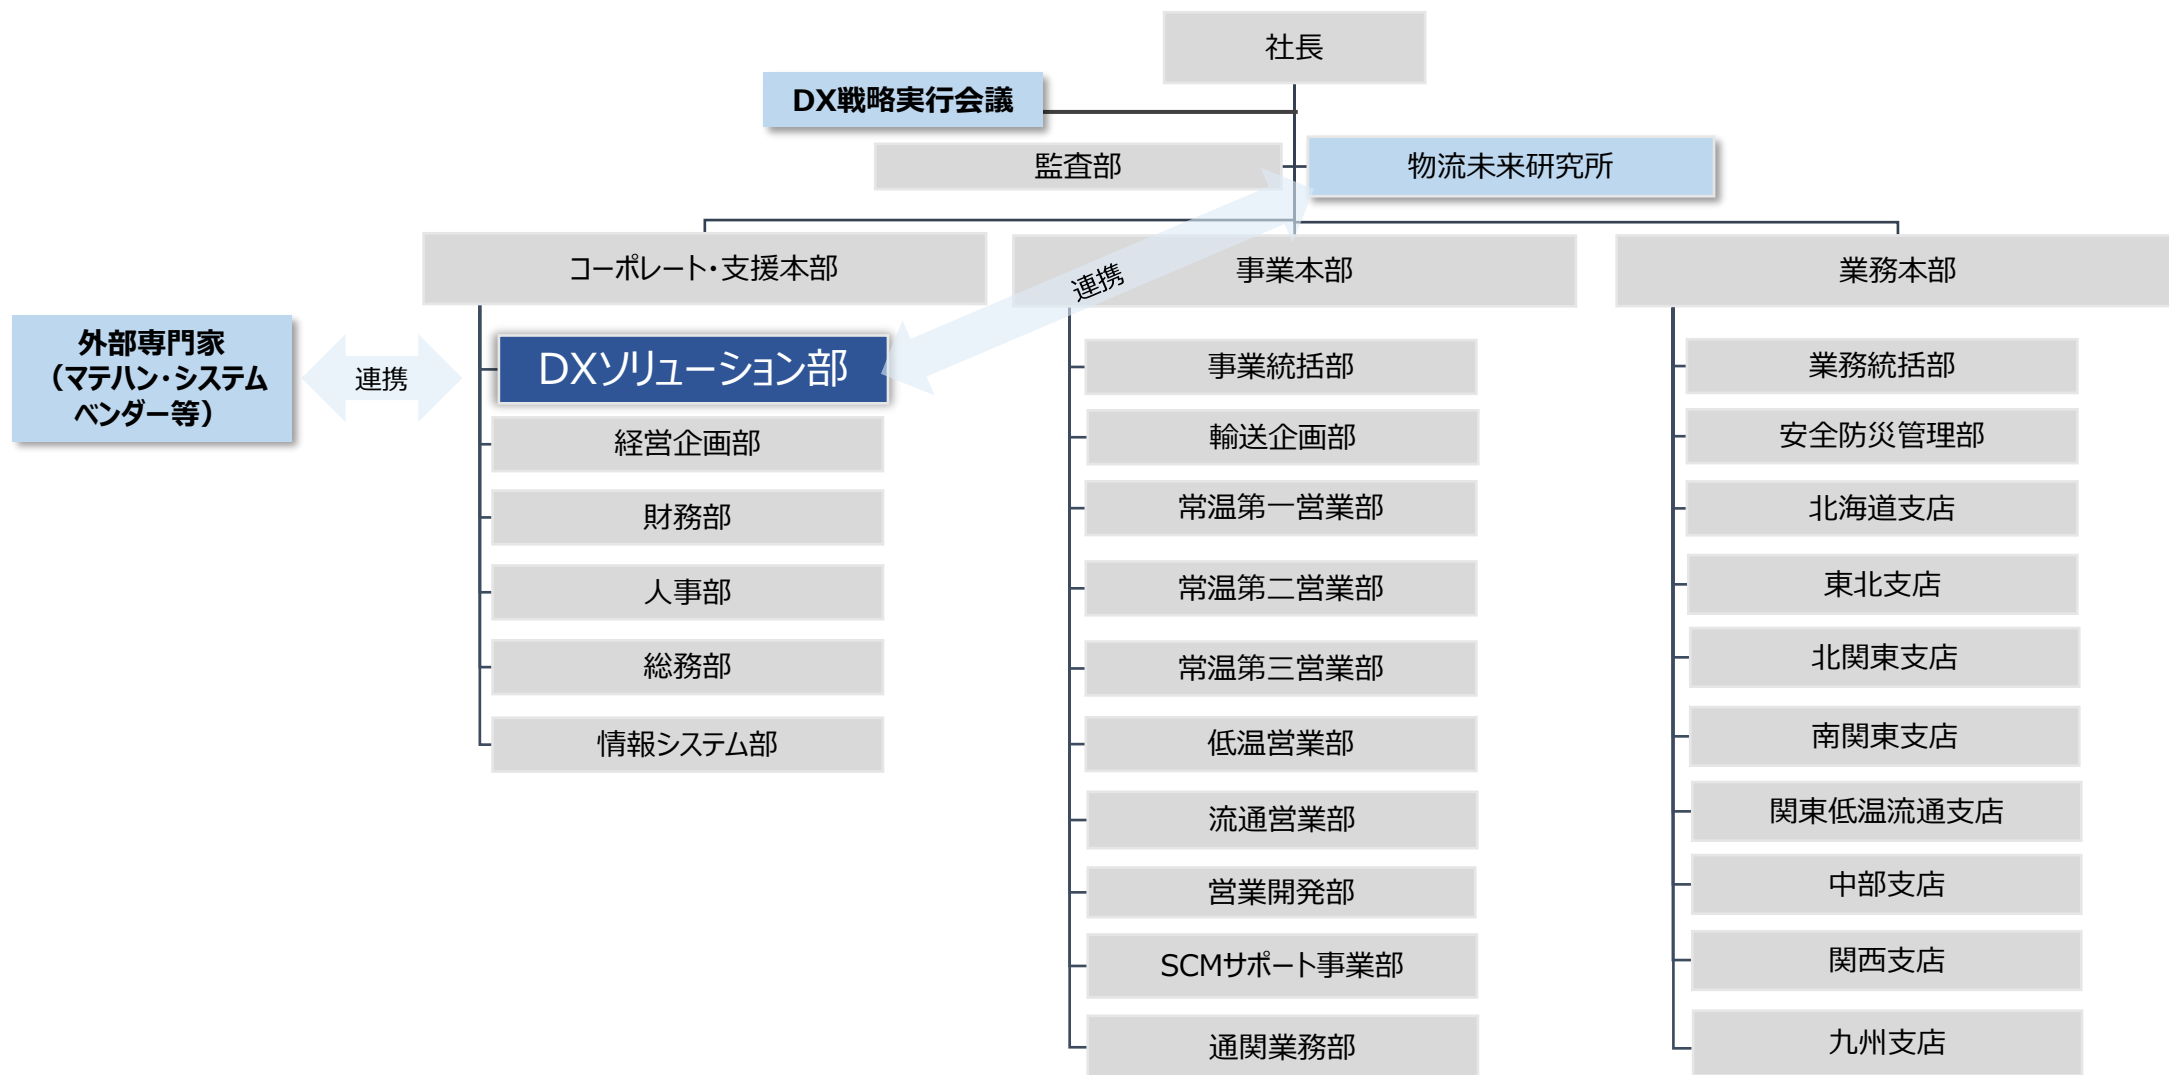 社長
DX戦略実行会議
監査部
物流未来研究所
コーポレート・支援本部
事業本部
業務本部
連携
外部専門家
（マテハン・システム
ベンダー等）
連携
DXソリューション部
経営企画部
財務部
人事部
総務部
情報システム部
事業統括部
輸送企画部
常温第一営業部
常温第二営業部
常温第三営業部
低温営業部
流通営業部
営業開発部
SCMサポート事業部
通関業務部
業務統括部
安全防災管理部
北海道支店
東北支店
北関東支店
南関東支店
関東低温流通支店
中部支店
関西支店
九州支店